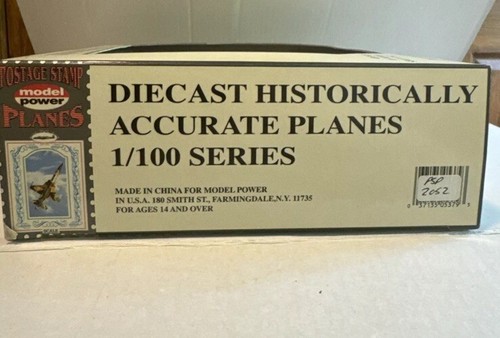 POSTAGE STAMP
model
power
PLANES
DIECAST HISTORICALLY
ACCURATE PLANES
1/100 SERIES
MADE IN CHINA FOR MODEL POWER
IN U.S.A. 180 SMITH ST., FARMINGDALE,N.Y. 11735
FOR AGES 14 AND OVER
PSP
2052